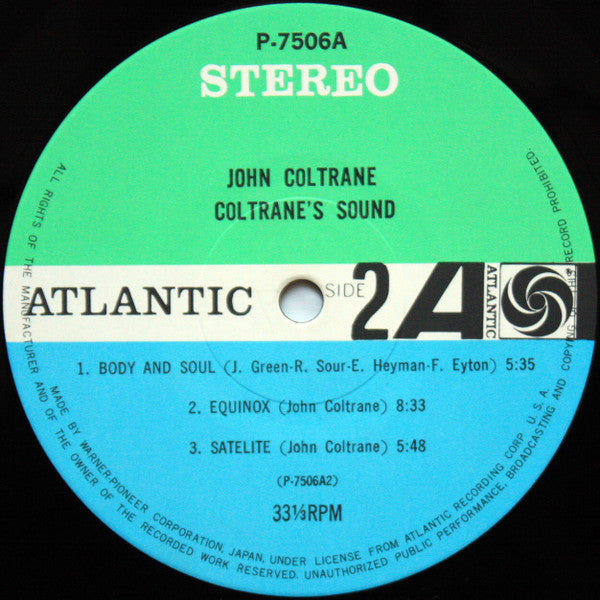 P-7506A
STEREO
JOHN COLTRANE
COLTRANE'S SOUND
ATLANTIC SIDE 2 A ATLANTIC
1. BODY AND SOUL (J. Green-R. Sour-E. Heyman-F. Eyton) 5:35
2. EQUINOX (John Coltrane) 8:33
3. SATELITE (John Coltrane) 5:48
(P-7506A2)
33⅓RPM
ALL RIGHTS OF THE MANUFACTURER AND OF THE OWNER OF THE RECORDED WORK RESERVED. UNAUTHORIZED PUBLIC PERFORMANCE, BROADCASTING AND COPYING RECORD PROHIBITED.
MADE BY WARNER-PIONEER CORPORATION, JAPAN, UNDER LICENSE FROM ATLANTIC RECORDING CORP. U.S.A.